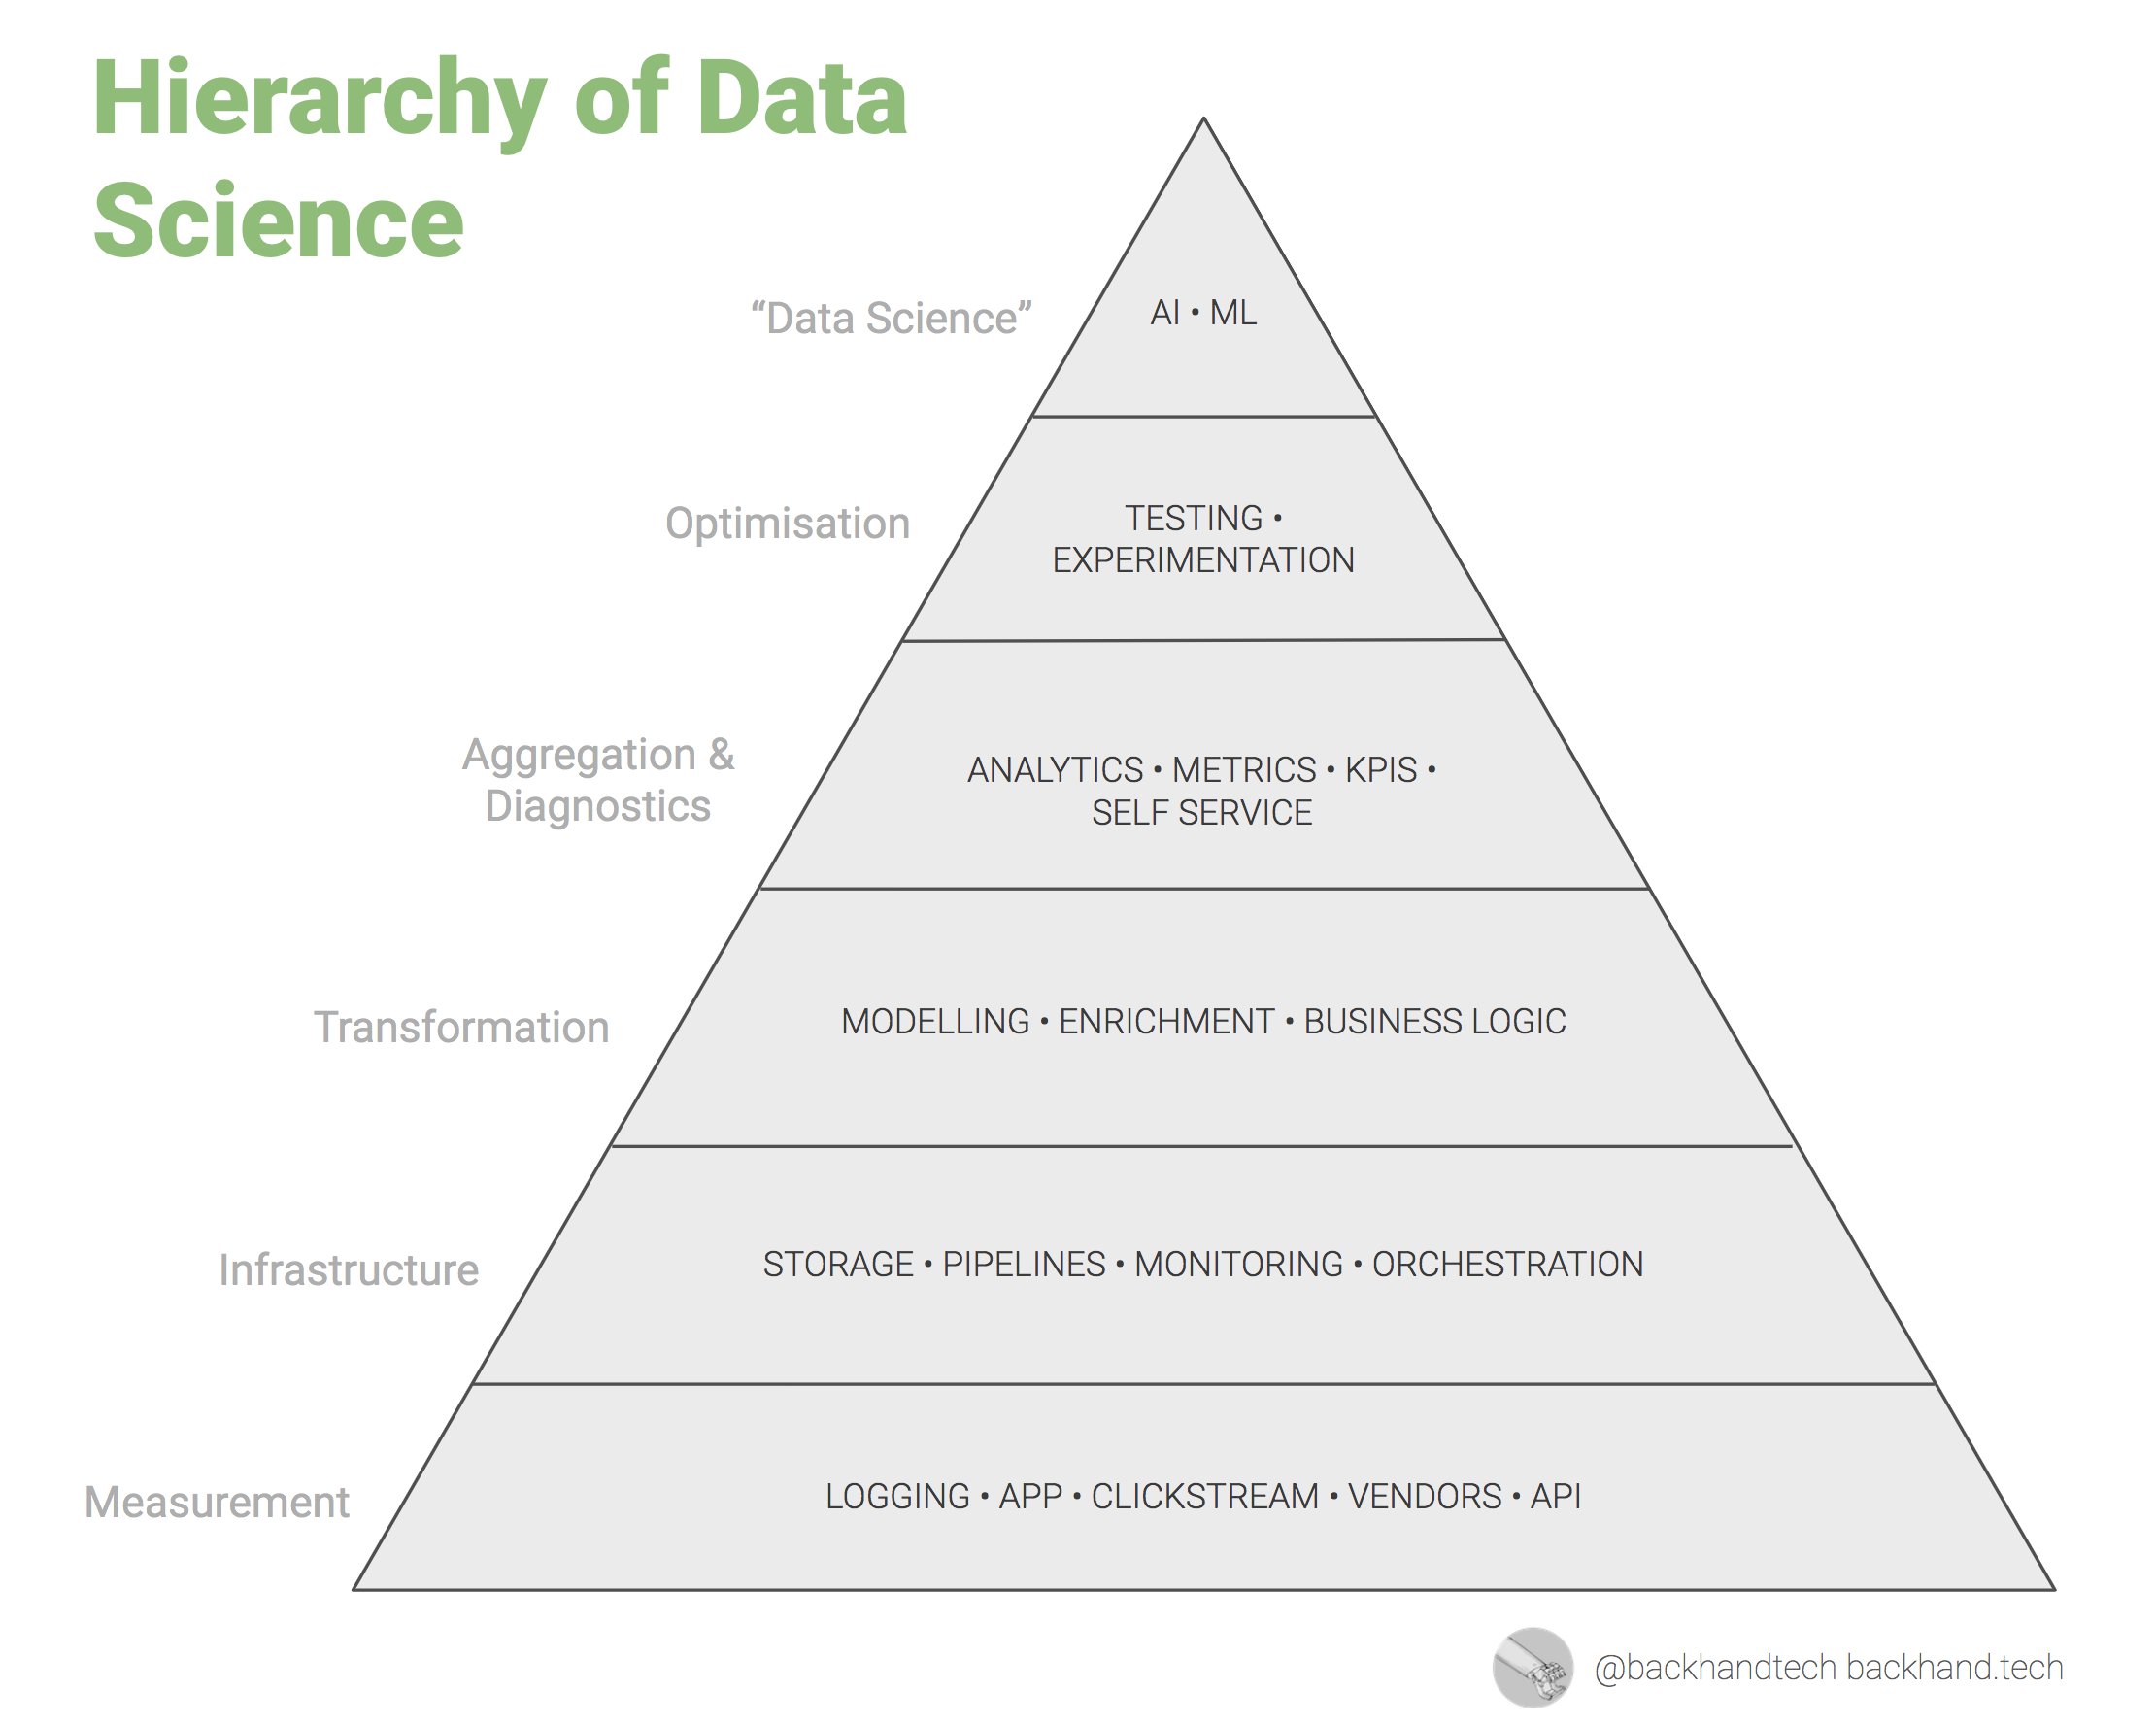 Hierarchy of Data
Science
“Data Science”
AI • ML
Optimisation
TESTING •
EXPERIMENTATION
Aggregation &
Diagnostics
ANALYTICS • METRICS • KPIS •
SELF SERVICE
Transformation
MODELLING • ENRICHMENT • BUSINESS LOGIC
Infrastructure
STORAGE • PIPELINES • MONITORING • ORCHESTRATION
Measurement
LOGGING • APP • CLICKSTREAM • VENDORS • API
@backhandtech backhand.tech